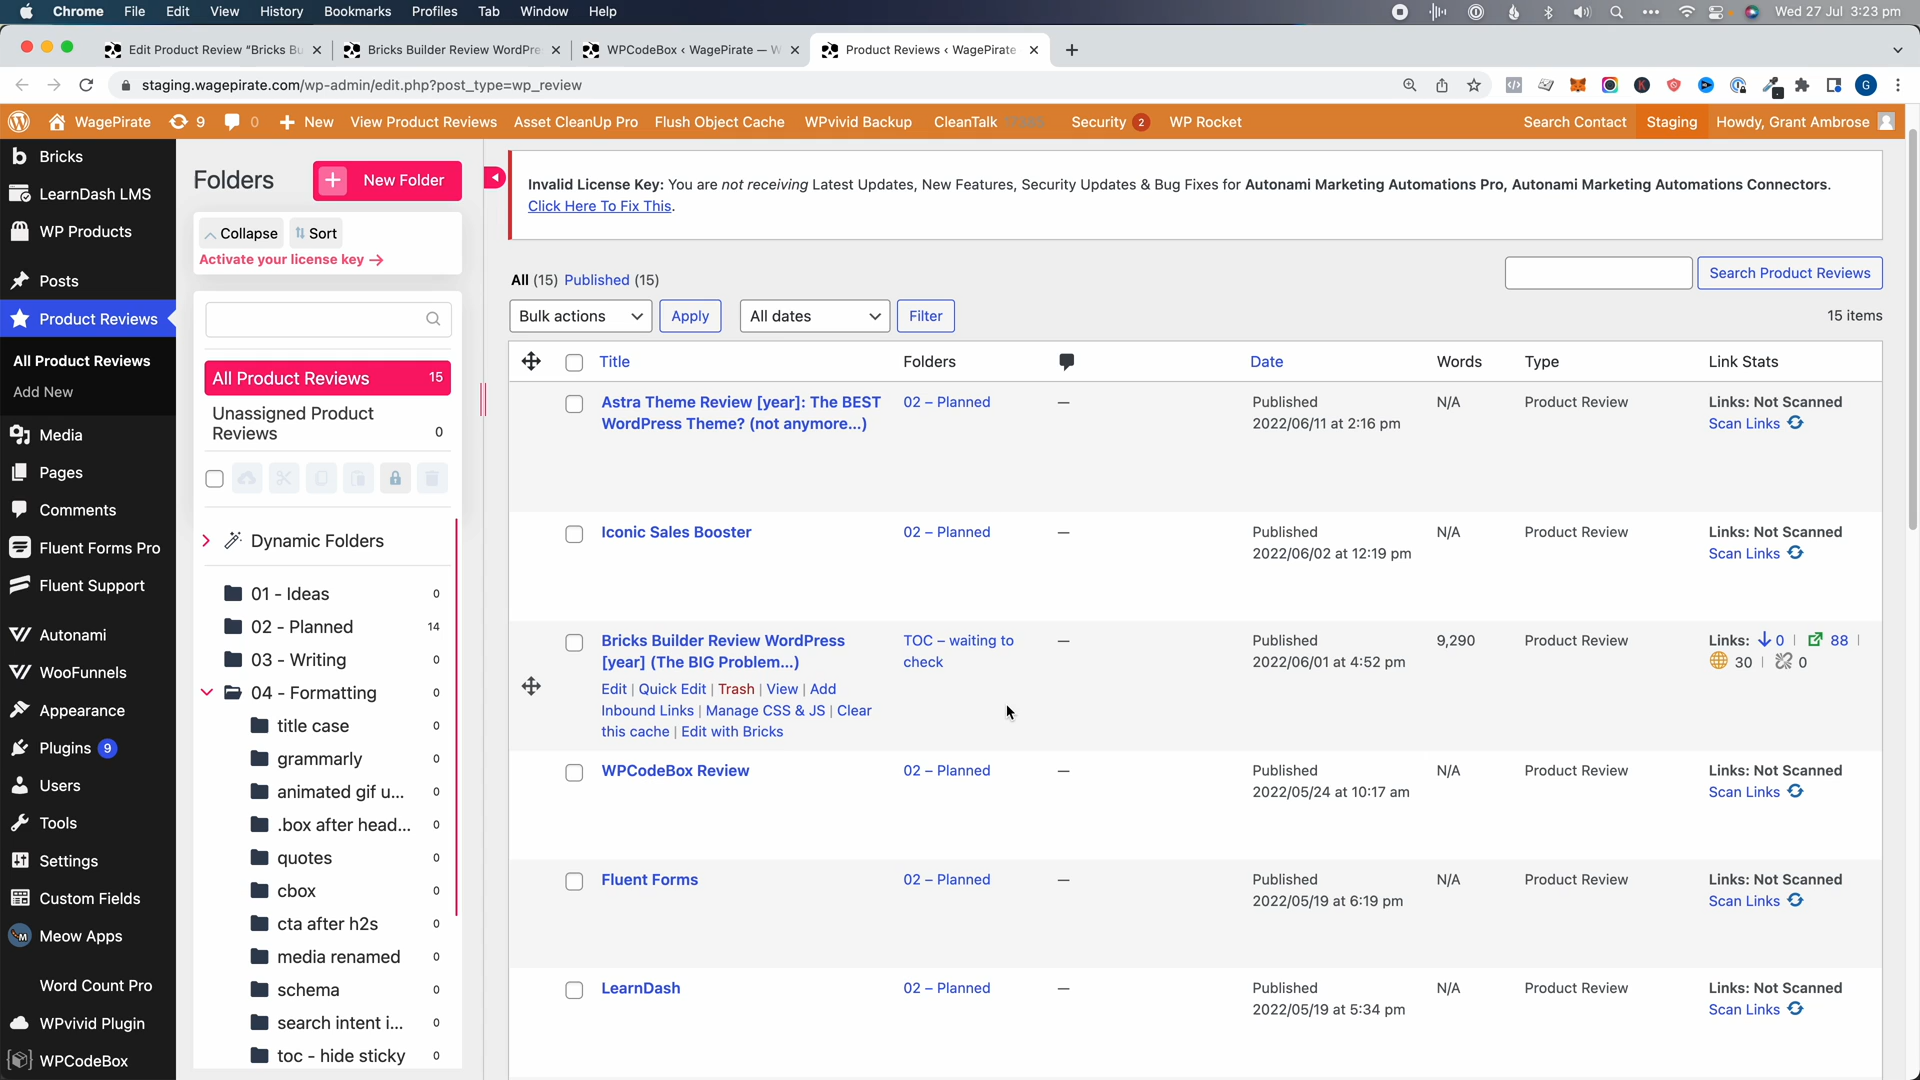 Chrome File Edit View History Bookmarks Profiles Tab Window Help Wed 27 Jul 3:23 pm
Edit Product Review "Bricks Bu Bricks Builder Review WordPre WPCodeBox ‹ WagePirate — W Product Reviews ‹ WagePirate
staging.wagepirate.com/wp-admin/edit.php?post_type=wp_review
WagePirate 9 0 New View Product Reviews Asset CleanUp Pro Flush Object Cache WPvivid Backup CleanTalk Security 2 WP Rocket Search Contact Staging Howdy, Grant Ambrose
Bricks
LearnDash LMS
WP Products
Posts
Product Reviews
All Product Reviews
Add New
Media
Pages
Comments
Fluent Forms Pro
Fluent Support
Autonami
WooFunnels
Appearance
Plugins 9
Users
Tools
Settings
Custom Fields
Meow Apps
Word Count Pro
WPvivid Plugin
WPCodeBox
Folders
New Folder
Collapse Sort
Activate your license key →
All Product Reviews 15
Unassigned Product
Reviews 0
Dynamic Folders
01 - Ideas 0
02 - Planned 14
03 - Writing 0
04 - Formatting 0
title case 0
grammarly 0
animated gif u... 0
.box after head... 0
quotes 0
cbox 0
cta after h2s 0
media renamed 0
schema 0
search intent i... 0
toc - hide sticky 0
Invalid License Key: You are not receiving Latest Updates, New Features, Security Updates & Bug Fixes for Autonami Marketing Automations Pro, Autonami Marketing Automations Connectors.
Click Here To Fix This.
All (15) Published (15)
Search Product Reviews
Bulk actions Apply All dates Filter 15 items
Title Folders Date Words Type Link Stats
Astra Theme Review [year]: The BEST 02 – Planned — Published N/A Product Review Links: Not Scanned
WordPress Theme? (not anymore...) 2022/06/11 at 2:16 pm Scan Links
Iconic Sales Booster 02 – Planned — Published N/A Product Review Links: Not Scanned
2022/06/02 at 12:19 pm Scan Links
Bricks Builder Review WordPress TOC – waiting to — Published 9,290 Product Review Links: 0 | 88 |
[year] (The BIG Problem...) check 2022/06/01 at 4:52 pm 30 | 0
Edit | Quick Edit | Trash | View | Add
Inbound Links | Manage CSS & JS | Clear
this cache | Edit with Bricks
WPCodeBox Review 02 – Planned — Published N/A Product Review Links: Not Scanned
2022/05/24 at 10:17 am Scan Links
Fluent Forms 02 – Planned — Published N/A Product Review Links: Not Scanned
2022/05/19 at 6:19 pm Scan Links
LearnDash 02 – Planned — Published N/A Product Review Links: Not Scanned
2022/05/19 at 5:34 pm Scan Links